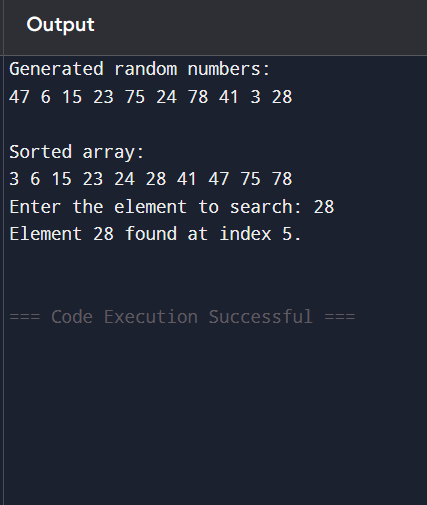 Output
Generated random numbers:
47 6 15 23 75 24 78 41 3 28
Sorted array:
3 6 15 23 24 28 41 47 75 78
Enter the element to search: 28
Element 28 found at index 5.
=== Code Execution Successful ===